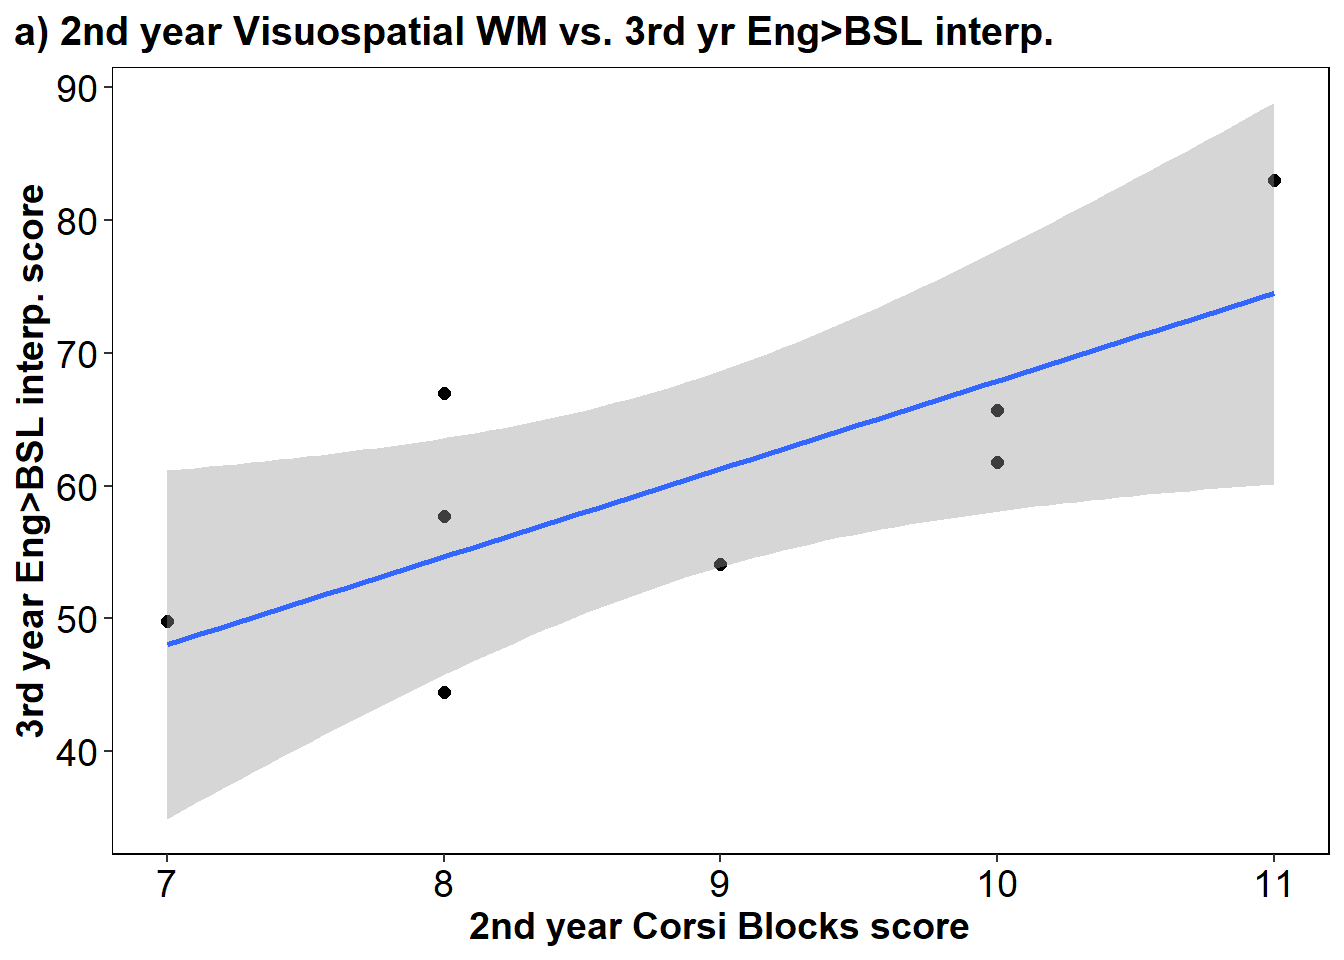 a) 2nd year Visuospatial WM vs. 3rd yr Eng>BSL interp.
3rd year Eng>BSL interp. score
90
80
70
60
50
40
7 8 9 10 11
2nd year Corsi Blocks score